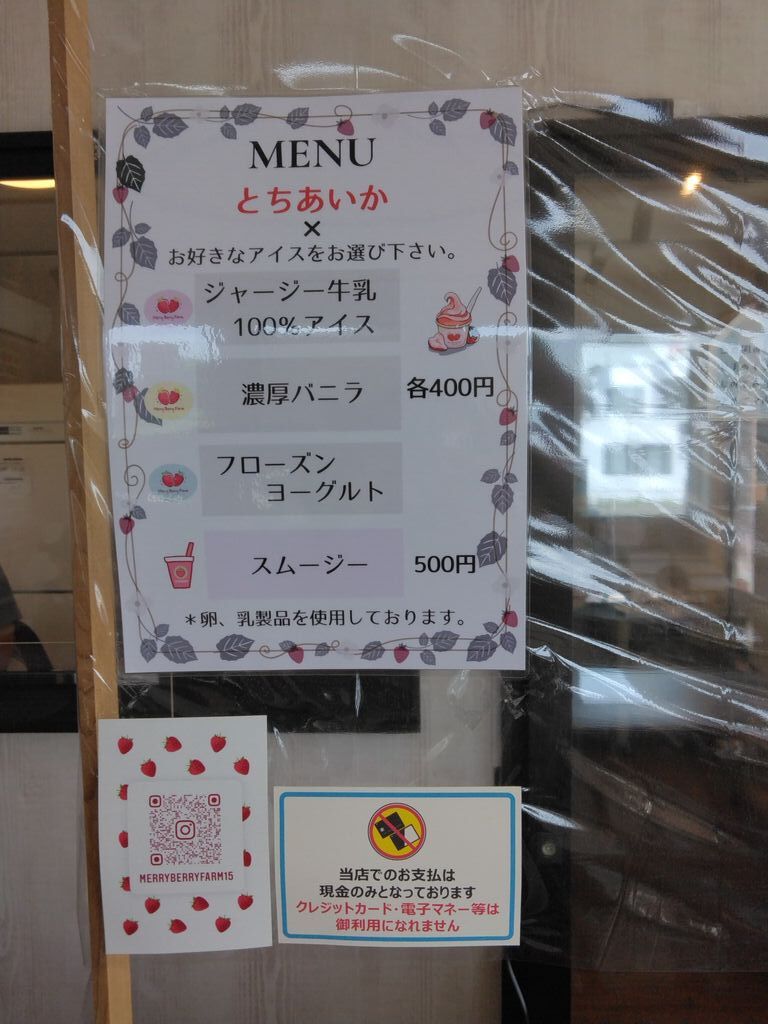 MENU
とちあいか
×
お好きなアイスをお選び下さい。
ジャージー牛乳
100%アイス
濃厚バニラ
各400円
フローズン
ヨーグルト
スムージー
500円
＊卵、乳製品を使用しております。
MERRYBERRYFARM15
当店でのお支払は
現金のみとなっております
クレジットカード・電子マネー等は
御利用になれません